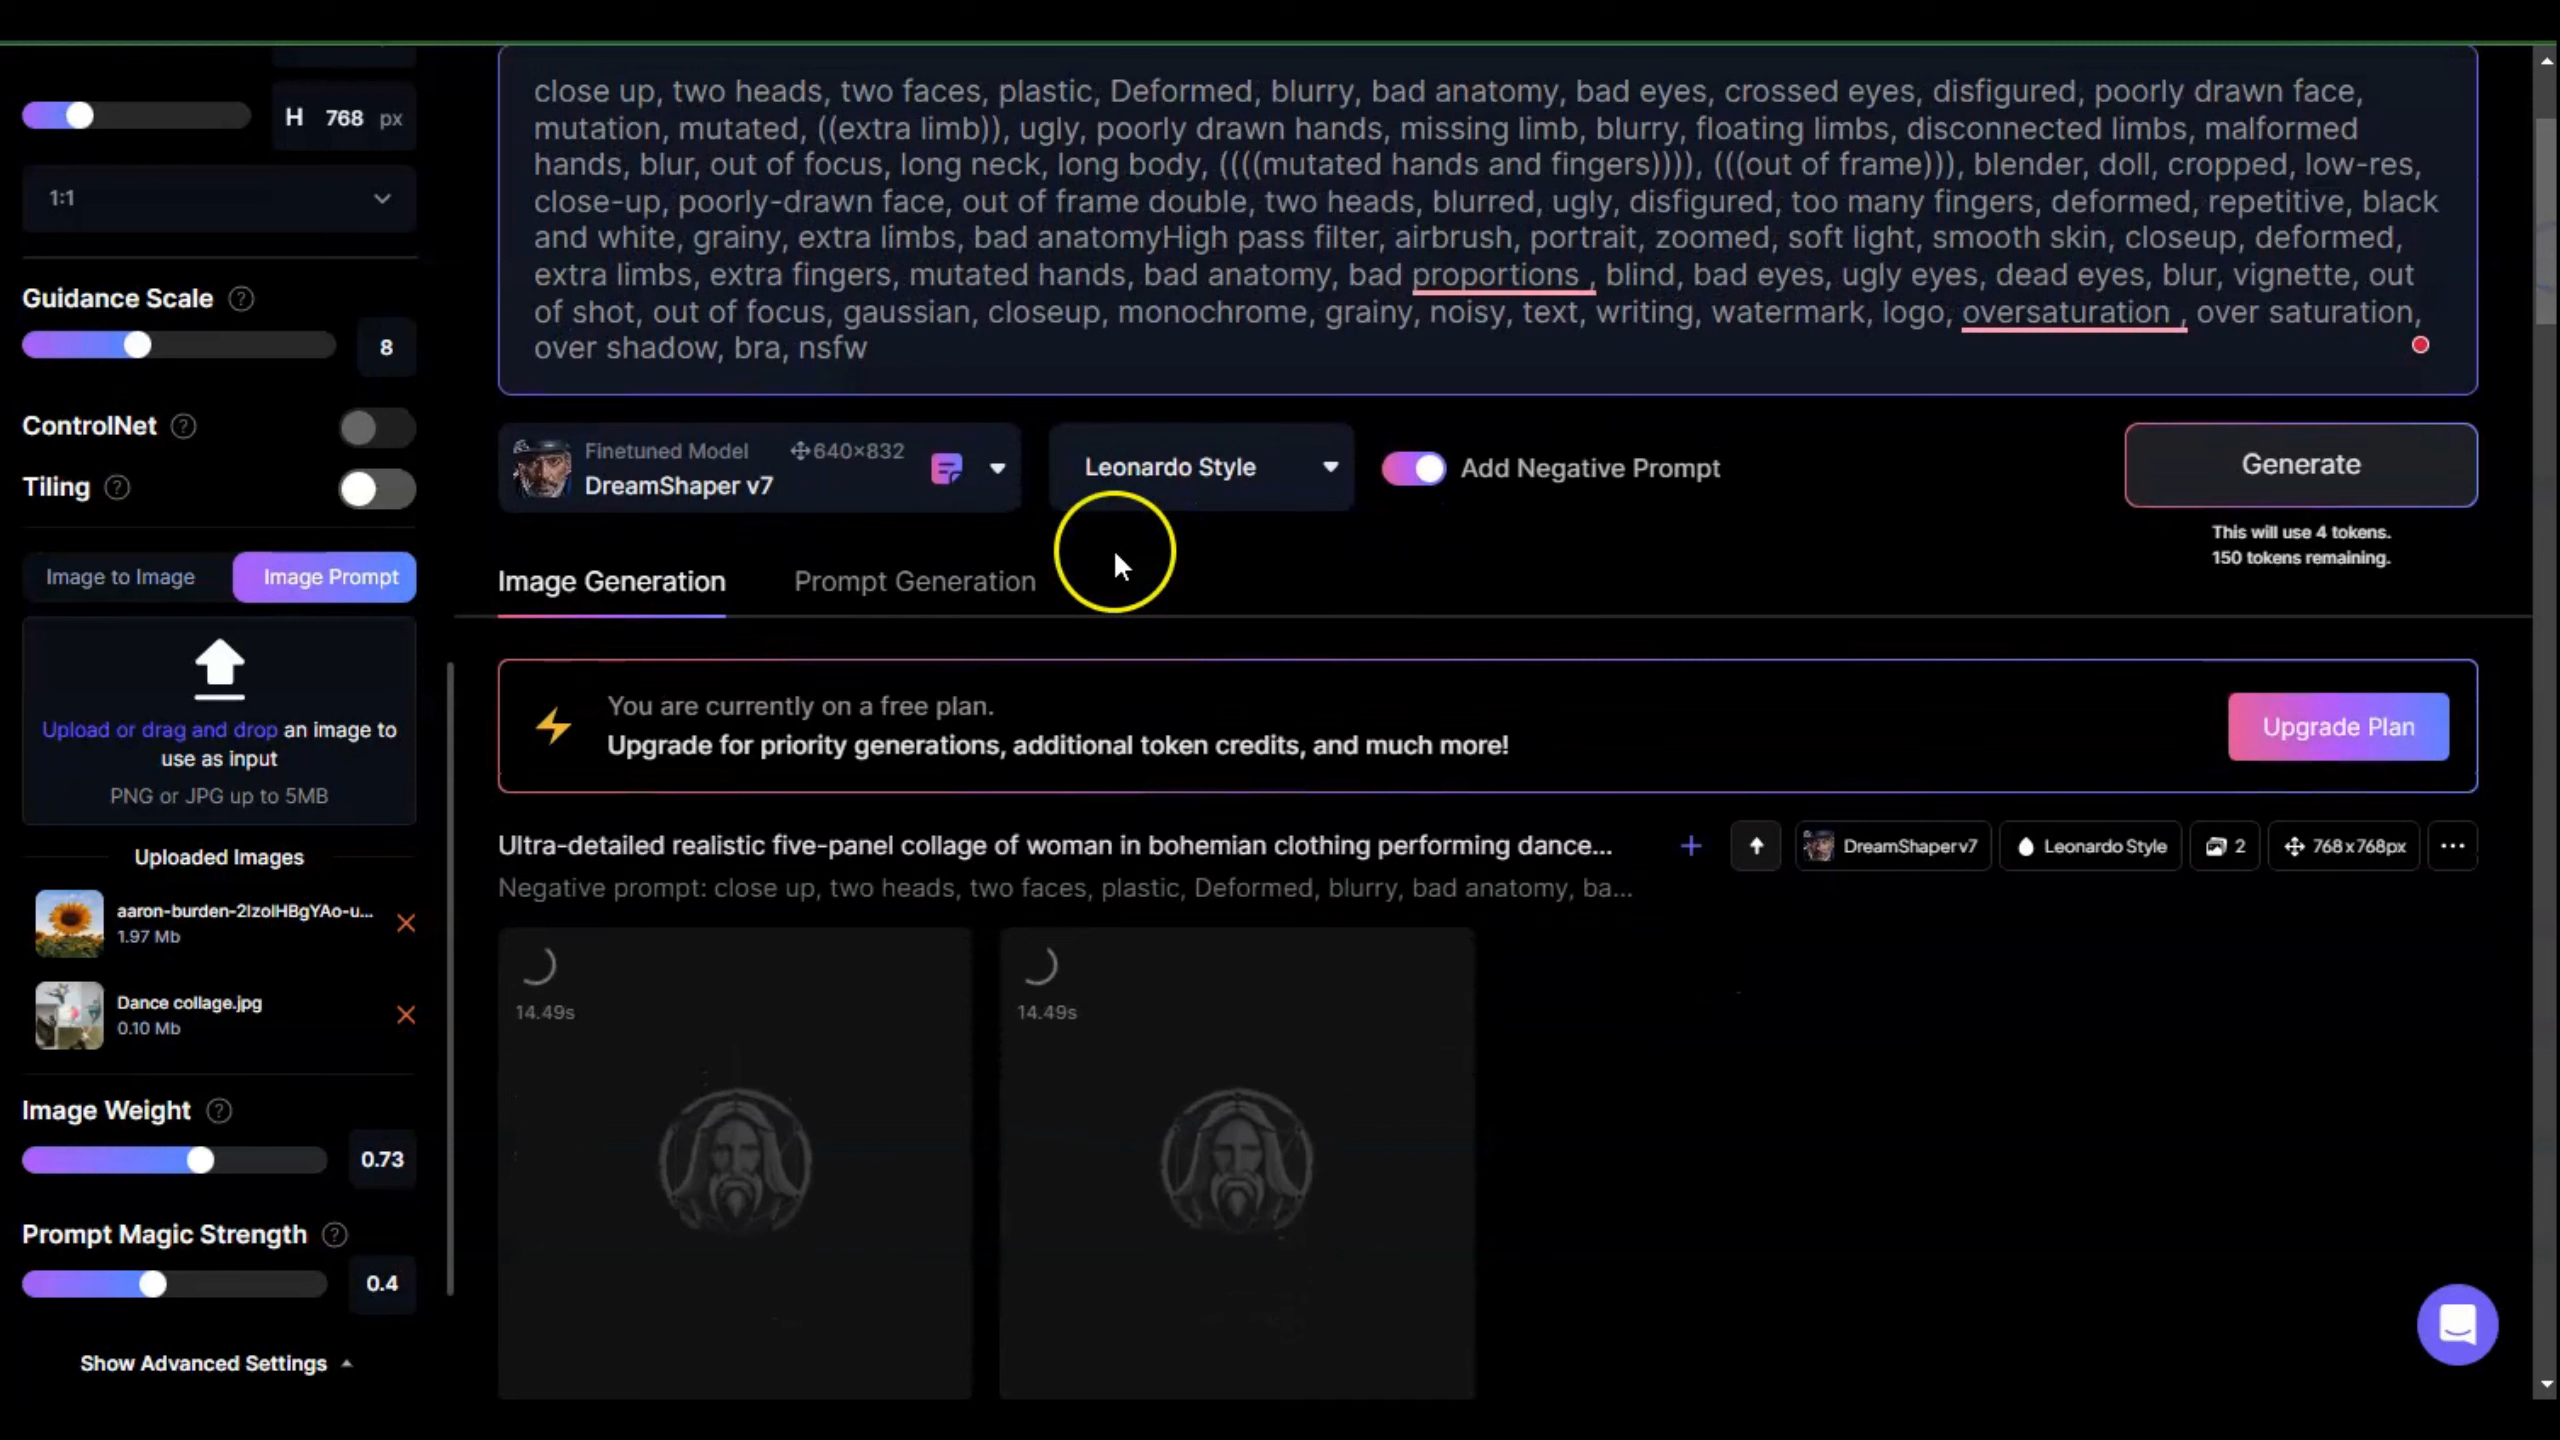 H 768 px
1:1
Guidance Scale ?
8
ControlNet ?
Tiling ?
Image to Image
Image Prompt
Upload or drag and drop an image to
use as input
PNG or JPG up to 5MB
Uploaded Images
aaron-burden-2IzolHBgYAo-u...
1.97 Mb
Dance collage.jpg
0.10 Mb
Image Weight ?
0.73
Prompt Magic Strength ?
0.4
Show Advanced Settings
close up, two heads, two faces, plastic, Deformed, blurry, bad anatomy, bad eyes, crossed eyes, disfigured, poorly drawn face,
mutation, mutated, ((extra limb)), ugly, poorly drawn hands, missing limb, blurry, floating limbs, disconnected limbs, malformed
hands, blur, out of focus, long neck, long body, ((((mutated hands and fingers)))), (((out of frame))), blender, doll, cropped, low-res,
close-up, poorly-drawn face, out of frame double, two heads, blurred, ugly, disfigured, too many fingers, deformed, repetitive, black
and white, grainy, extra limbs, bad anatomyHigh pass filter, airbrush, portrait, zoomed, soft light, smooth skin, closeup, deformed,
extra limbs, extra fingers, mutated hands, bad anatomy, bad proportions , blind, bad eyes, ugly eyes, dead eyes, blur, vignette, out
of shot, out of focus, gaussian, closeup, monochrome, grainy, noisy, text, writing, watermark, logo, oversaturation , over saturation,
over shadow, bra, nsfw
Finetuned Model 640×832
DreamShaper v7
Leonardo Style
Add Negative Prompt
Generate
This will use 4 tokens.
150 tokens remaining.
Image Generation
Prompt Generation
You are currently on a free plan.
Upgrade for priority generations, additional token credits, and much more!
Upgrade Plan
Ultra-detailed realistic five-panel collage of woman in bohemian clothing performing dance...
DreamShaper v7
Leonardo Style
2
768 x 768px
Negative prompt: close up, two heads, two faces, plastic, Deformed, blurry, bad anatomy, ba...
14.49s
14.49s